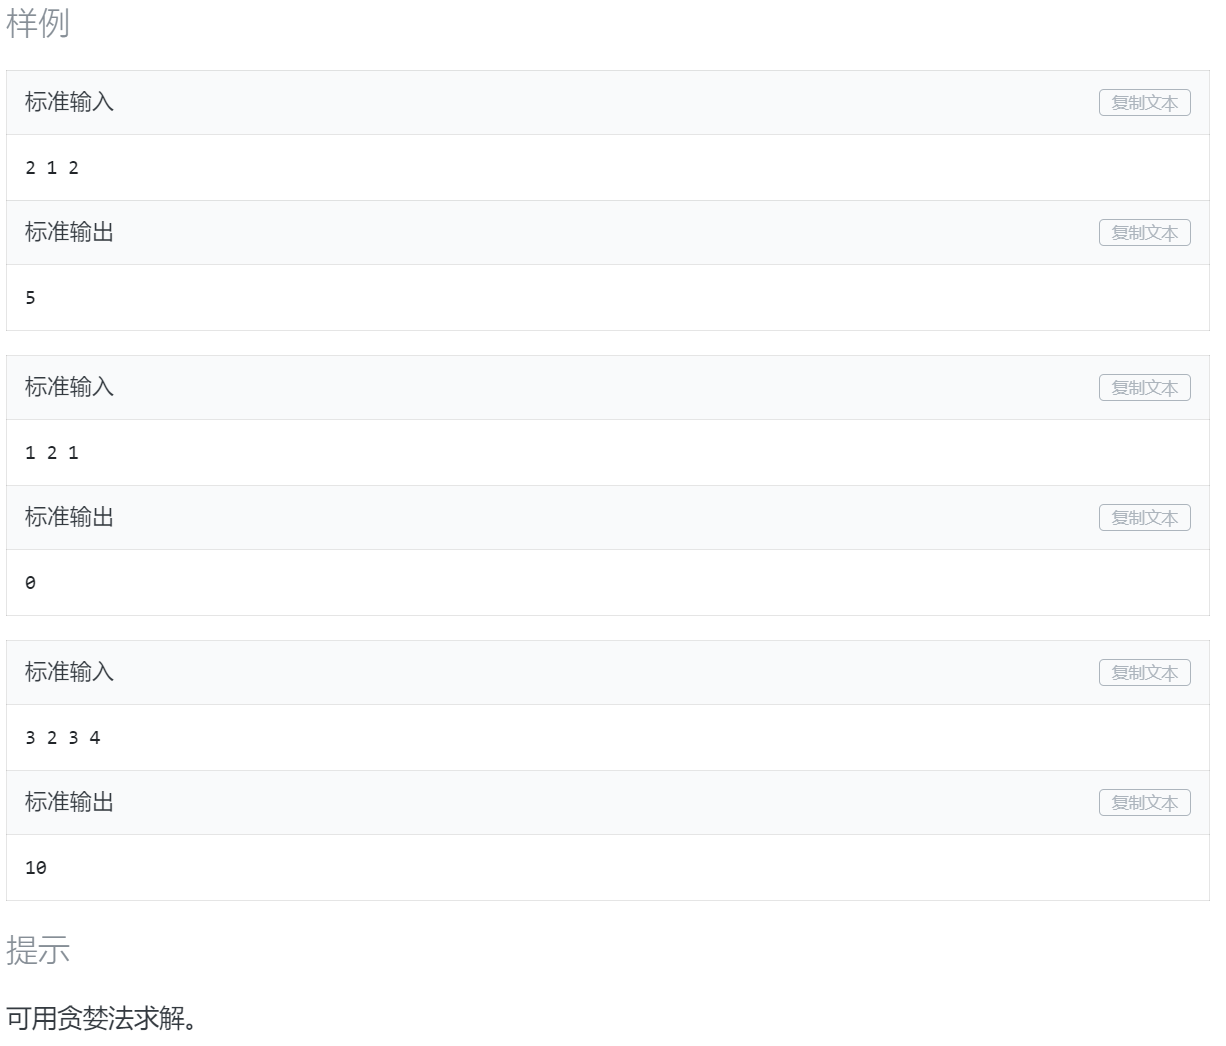 样例
标准输入
复制文本
2 1 2
标准输出
复制文本
5
标准输入
复制文本
1 2 1
标准输出
复制文本
0
标准输入
复制文本
3 2 3 4
标准输出
复制文本
10
提示
可用贪婪法求解。